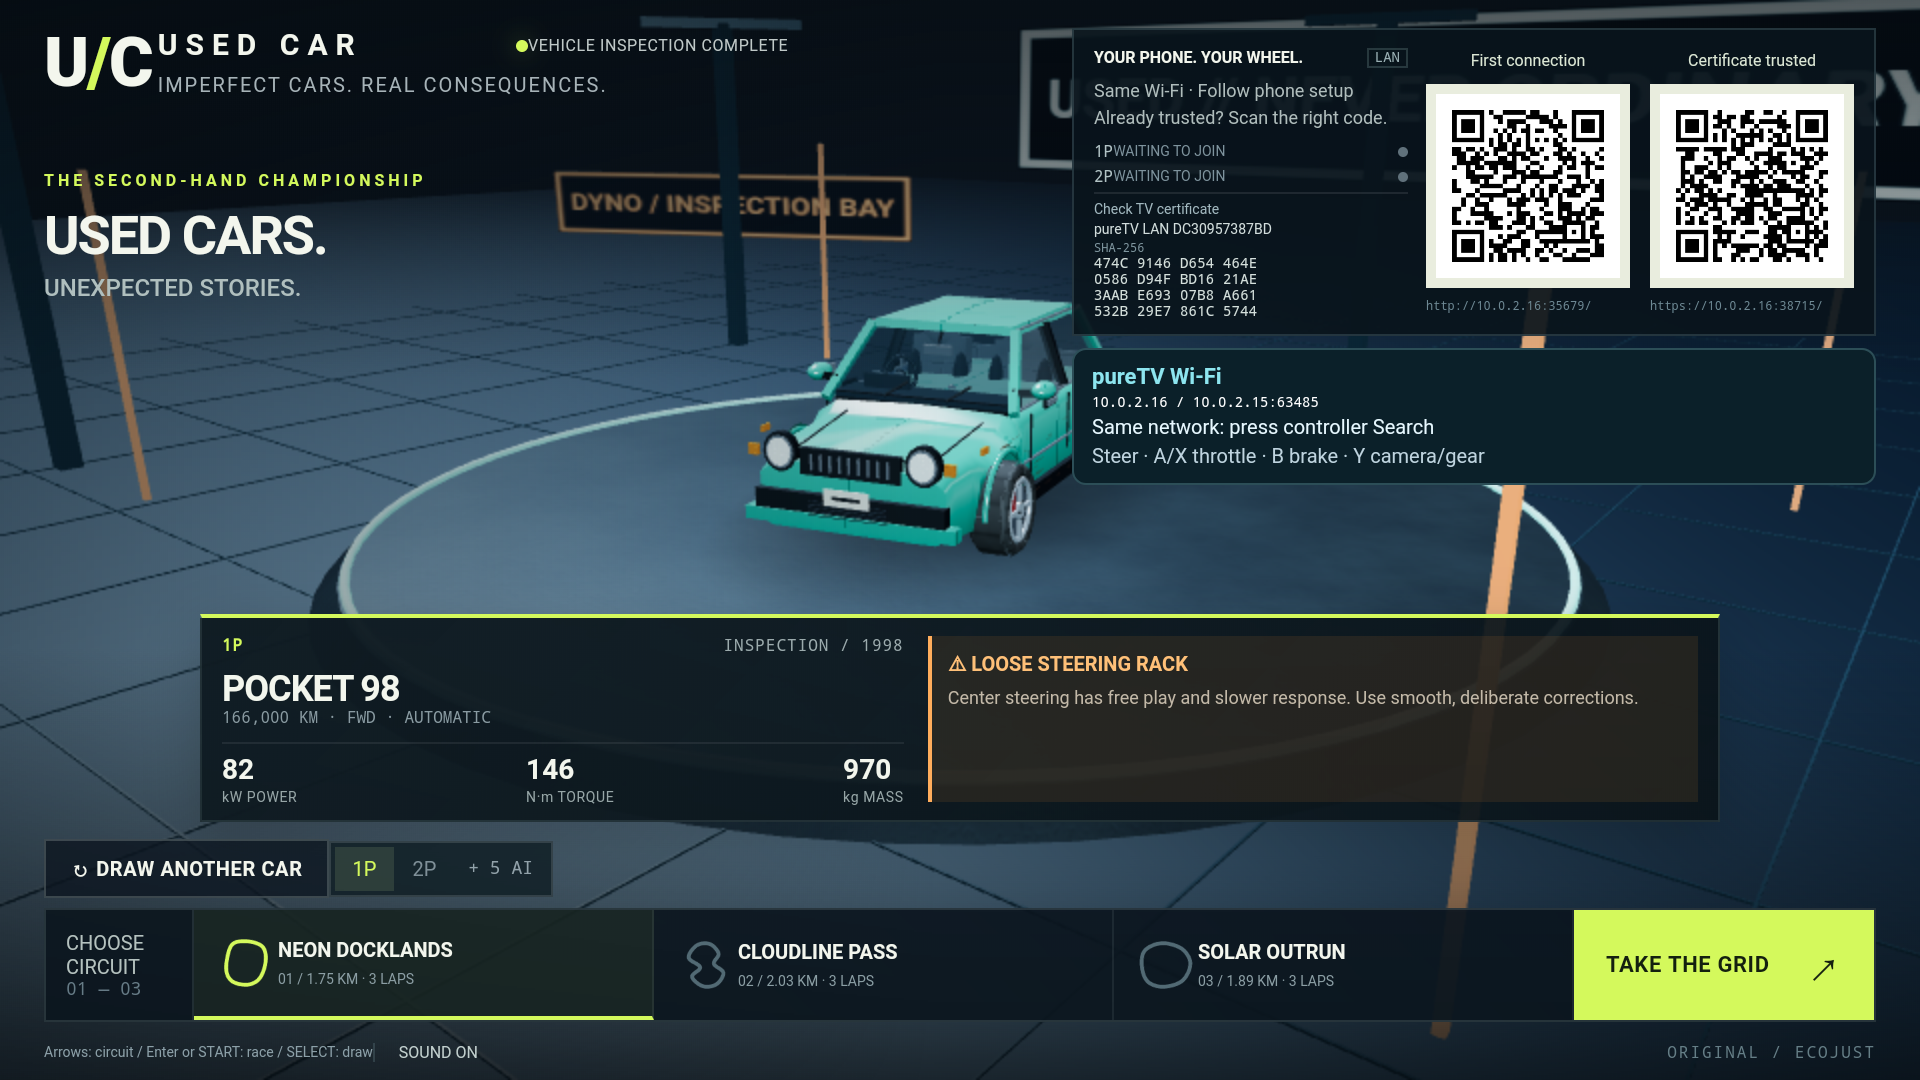 U/C
USED CAR
IMPERFECT CARS. REAL CONSEQUENCES.
VEHICLE INSPECTION COMPLETE
THE SECOND-HAND CHAMPIONSHIP
USED CARS.
UNEXPECTED STORIES.
DYNO / INSPECTION BAY
YOUR PHONE. YOUR WHEEL.
LAN
Same Wi-Fi · Follow phone setup
Already trusted? Scan the right code.
1P WAITING TO JOIN
2P WAITING TO JOIN
Check TV certificate
pureTV LAN DC30957387BD
SHA-256
474C 9146 D654 464E
0586 D94F BD16 21AE
3AAB E693 07B8 A661
532B 29E7 861C 5744
First connection
http://10.0.2.16:35679/
Certificate trusted
https://10.0.2.16:38715/
pureTV Wi-Fi
10.0.2.16 / 10.0.2.15:63485
Same network: press controller Search
Steer · A/X throttle · B brake · Y camera/gear
1P
INSPECTION / 1998
POCKET 98
166,000 KM · FWD · AUTOMATIC
82
kW POWER
146
N·m TORQUE
970
kg MASS
⚠ LOOSE STEERING RACK
Center steering has free play and slower response. Use smooth, deliberate corrections.
↻ DRAW ANOTHER CAR
1P
2P
+ 5 AI
CHOOSE
CIRCUIT
01 — 03
NEON DOCKLANDS
01 / 1.75 KM · 3 LAPS
CLOUDLINE PASS
02 / 2.03 KM · 3 LAPS
SOLAR OUTRUN
03 / 1.89 KM · 3 LAPS
TAKE THE GRID ↗
Arrows: circuit / Enter or START: race / SELECT: draw
SOUND ON
ORIGINAL / ECOJUST